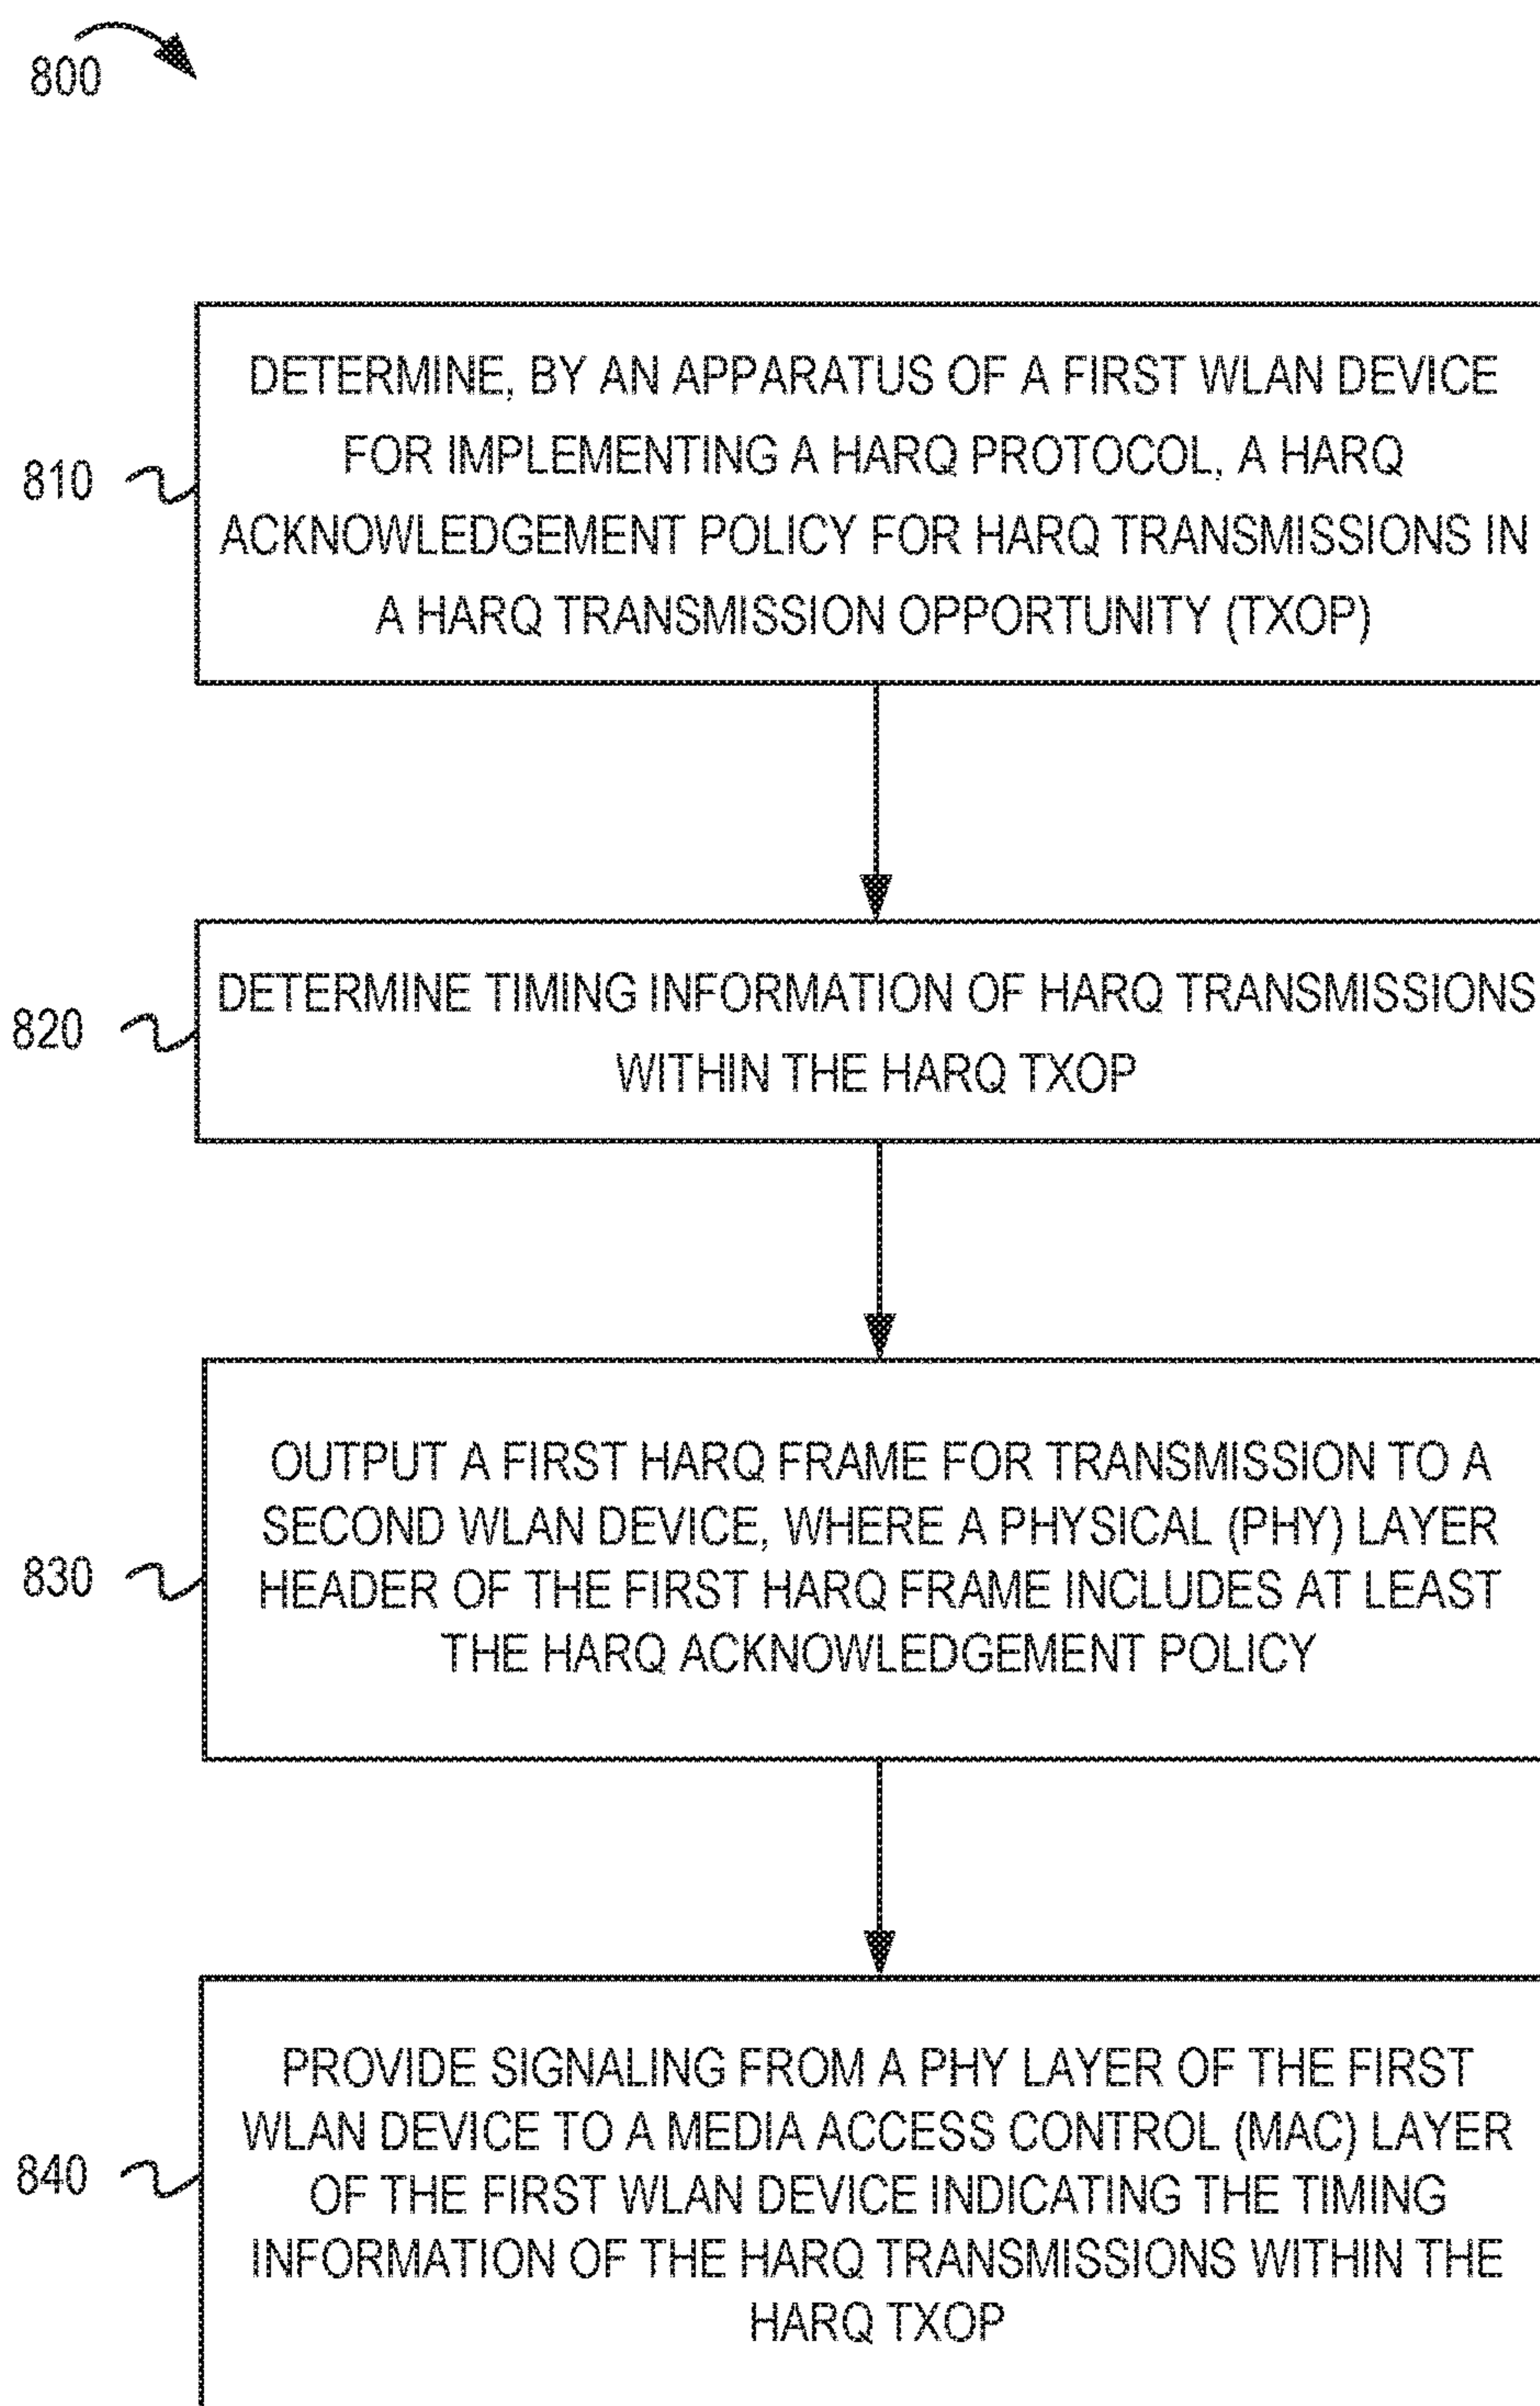 800
810
DETERMINE, BY AN APPARATUS OF A FIRST WLAN DEVICE
FOR IMPLEMENTING A HARQ PROTOCOL, A HARQ
ACKNOWLEDGEMENT POLICY FOR HARQ TRANSMISSIONS IN
A HARQ TRANSMISSION OPPORTUNITY (TXOP)
820
DETERMINE TIMING INFORMATION OF HARQ TRANSMISSIONS
WITHIN THE HARQ TXOP
830
OUTPUT A FIRST HARQ FRAME FOR TRANSMISSION TO A
SECOND WLAN DEVICE, WHERE A PHYSICAL (PHY) LAYER
HEADER OF THE FIRST HARQ FRAME INCLUDES AT LEAST
THE HARQ ACKNOWLEDGEMENT POLICY
840
PROVIDE SIGNALING FROM A PHY LAYER OF THE FIRST
WLAN DEVICE TO A MEDIA ACCESS CONTROL (MAC) LAYER
OF THE FIRST WLAN DEVICE INDICATING THE TIMING
INFORMATION OF THE HARQ TRANSMISSIONS WITHIN THE
HARQ TXOP